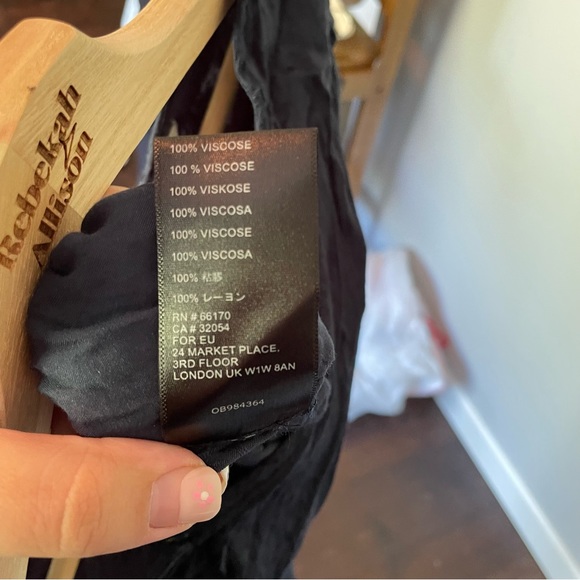 Rebekah
Allison
100% VISCOSE
100 % VISCOSE
100% VISKOSE
100% VISCOSA
100% VISCOSE
100% VISCOSA
100% 粘膠
100% レーヨン
RN # 66170
CA # 32054
FOR EU
24 MARKET PLACE.
3RD FLOOR
LONDON UK W1W 8AN
OB984364